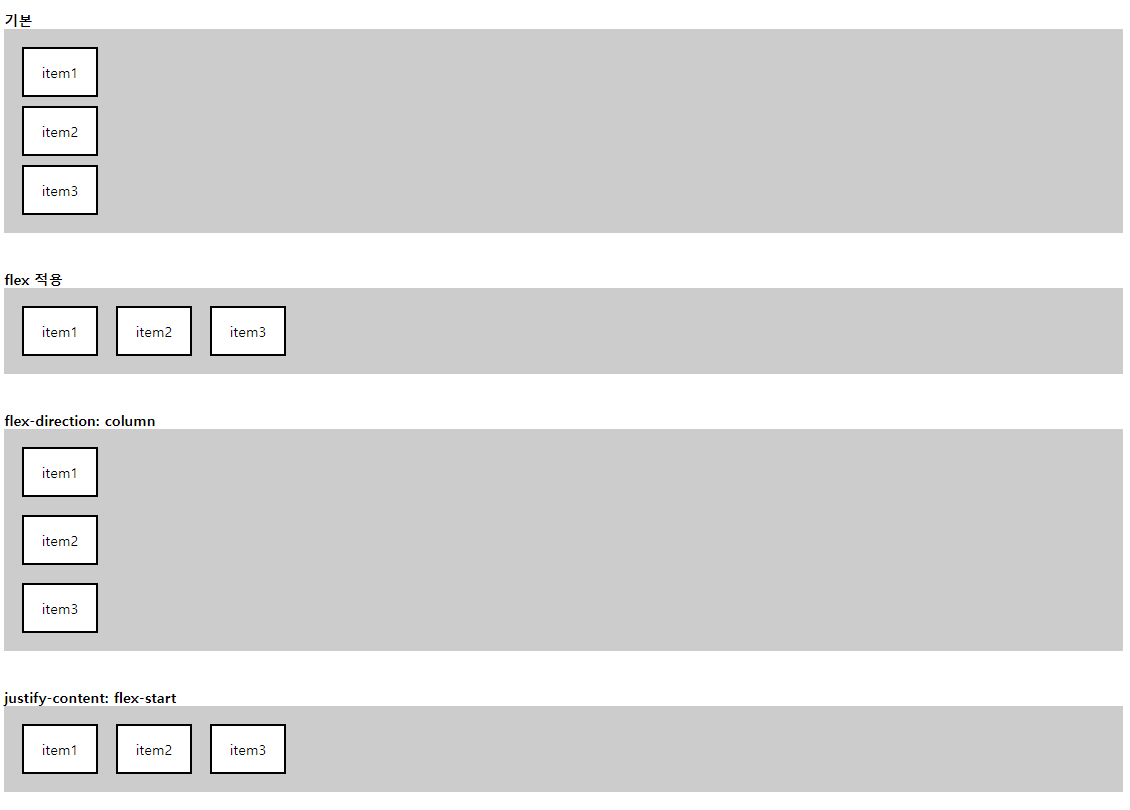 기본
item1
item2
item3
flex 적용
item1 item2 item3
flex-direction: column
item1
item2
item3
justify-content: flex-start
item1 item2 item3